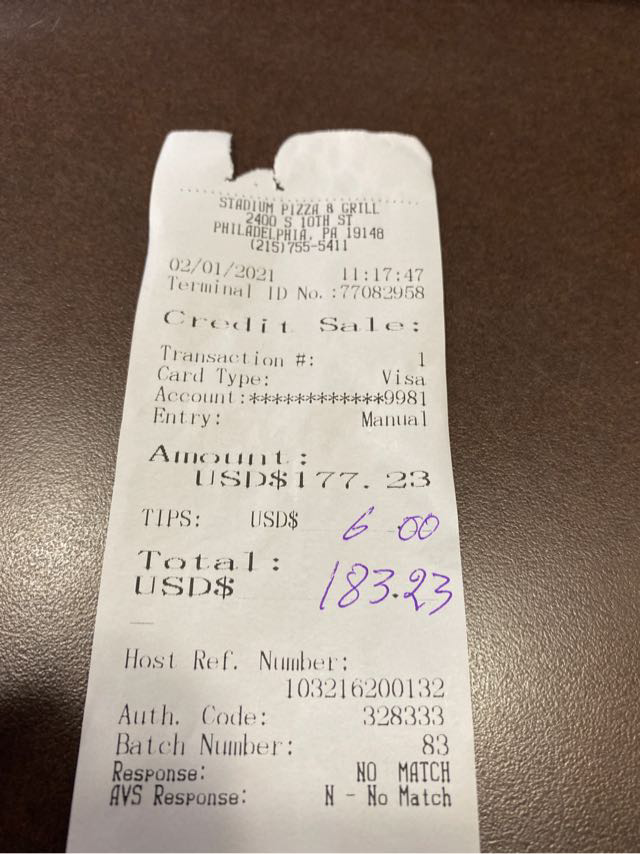 STADIUM PIZZA & GRILL
2400 S 10TH ST
PHILADELPHIA, PA 19148
(215)755-5411
02/01/2021 11:17:47
Terminal ID No.:77082958
Credit Sale:
Transaction #: 1
Card Type: Visa
Account:************9981
Entry: Manual
Amount:
USD$177.23
TIPS: USD$ 6 00
Total:
USD$ 183.23
Host Ref. Number:
103216200132
Auth. Code: 328333
Batch Number: 83
Response: NO MATCH
AVS Response: N - No Match